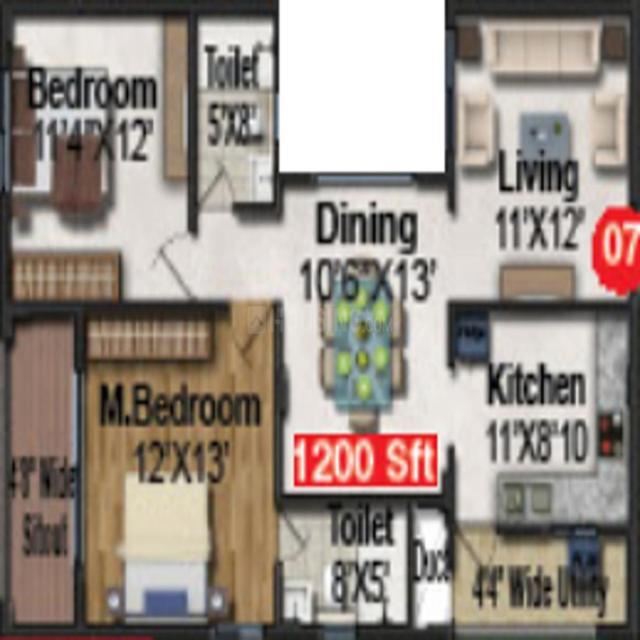 Bedroom
11'4"X12'
Toilet
5'X8'
Living
11'X12'
07
Dining
10'6"X13'
M.Bedroom
12'X13'
Kitchen
11'X8'10
1200 Sft
4'3" Wide
Sitout
Toilet
8'X5'
Duct
4'4" Wide Utility